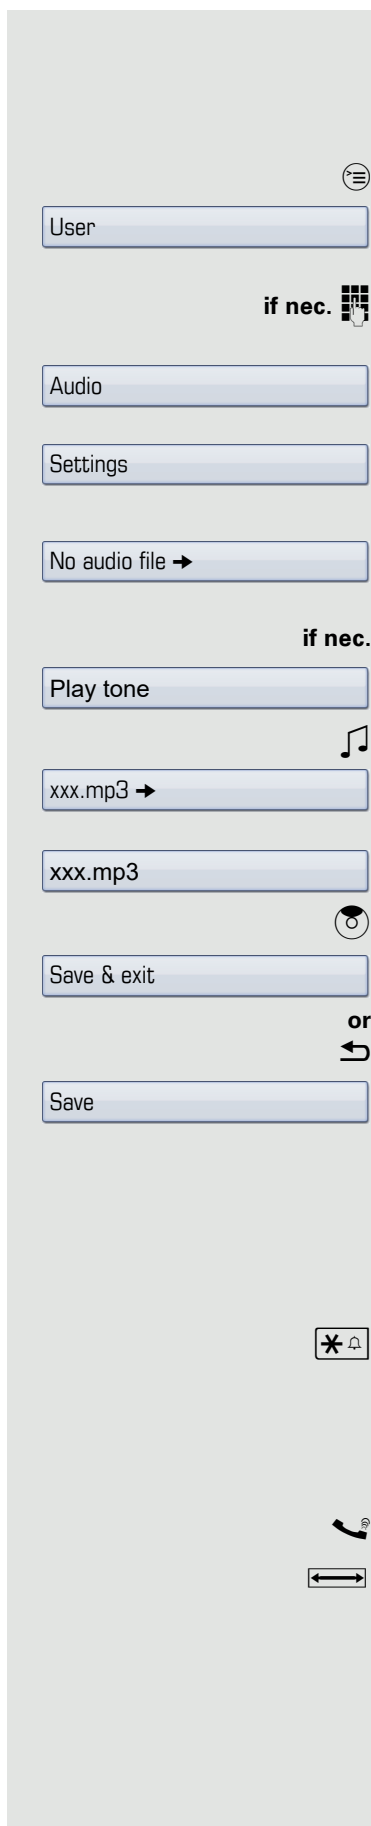 User
if nec.
Audio
Settings
No audio file →
if nec.
Play tone
xxx.mp3 →
xxx.mp3
Save & exit
or
Save